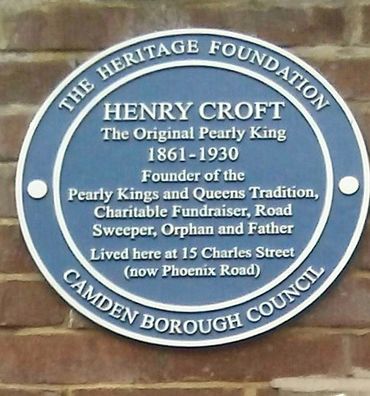 THE HERITAGE FOUNDATION
HENRY CROFT
The Original Pearly King
1861-1930
Founder of the
Pearly Kings and Queens Tradition,
Charitable Fundraiser, Road
Sweeper, Orphan and Father
Lived here at 15 Charles Street
(now Phoenix Road)
CAMDEN BOROUGH COUNCIL